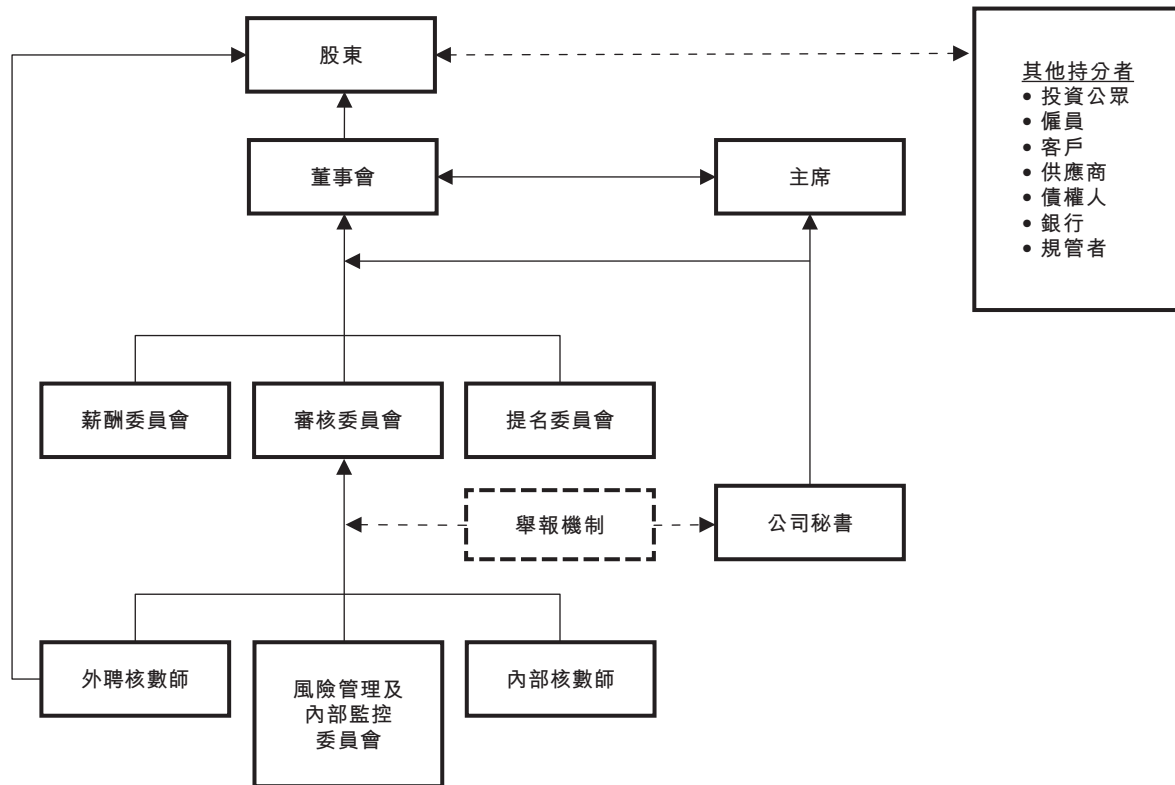 股東
其他持分者
• 投資公眾
• 僱員
• 客戶
• 供應商
• 債權人
• 銀行
• 規管者
董事會
主席
薪酬委員會
審核委員會
提名委員會
舉報機制
公司秘書
外聘核數師
風險管理及
內部監控
委員會
內部核數師